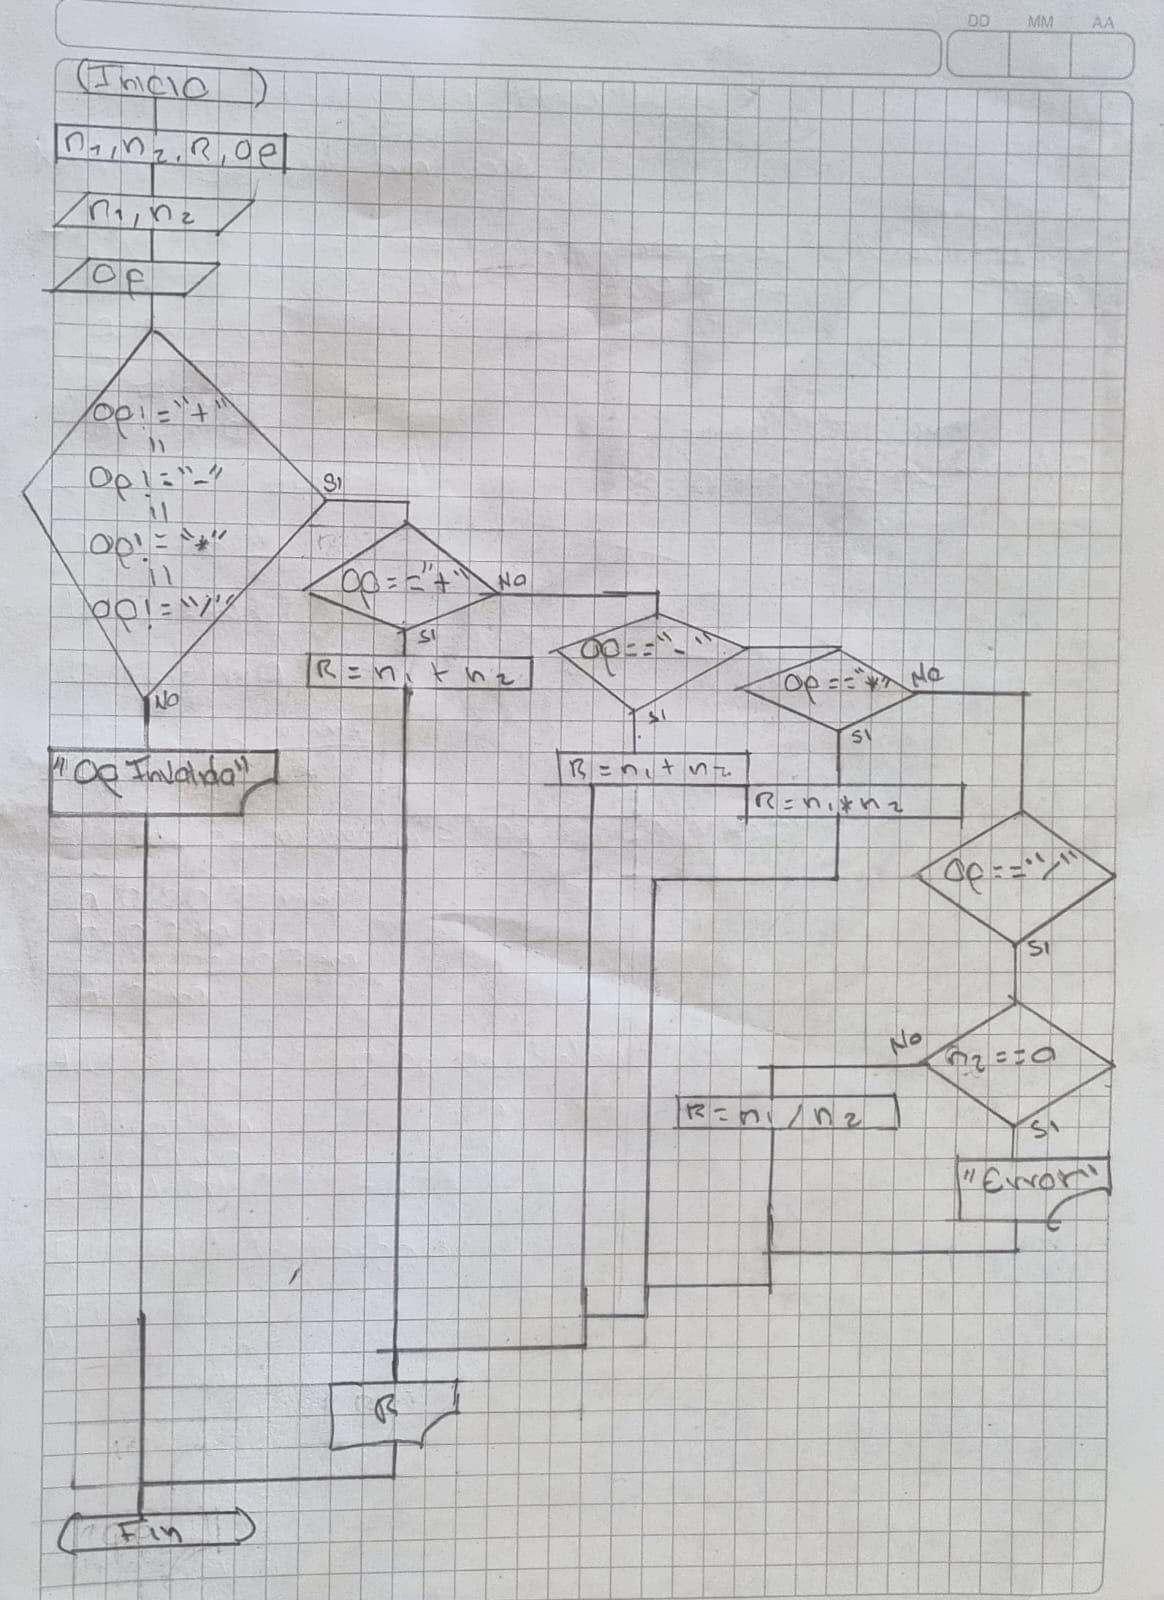 DD MM AA
(Inicio)
n1, n2, R, Op
n1, n2
Op
Op != "+"
||
Op != "-"
||
Op! = "*"
||
Op! = "/"
SI
NO
"Op Invalida"
Op == "+"
NO
SI
R = n1 + n2
Op == "-"
SI
R = n1 + n2
Op == "*"
NO
SI
R = n1 * n2
Op == "/"
SI
n2 == 0
NO
SI
R = n1 / n2
"Error"
R
Fin